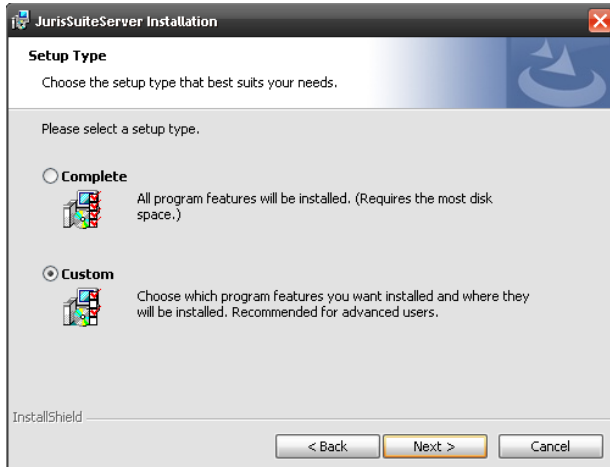 JurisSuiteServer Installation
Setup Type
Choose the setup type that best suits your needs.
Please select a setup type.
Complete
All program features will be installed. (Requires the most disk
space.)
Custom
Choose which program features you want installed and where they
will be installed. Recommended for advanced users.
InstallShield
< Back
Next >
Cancel